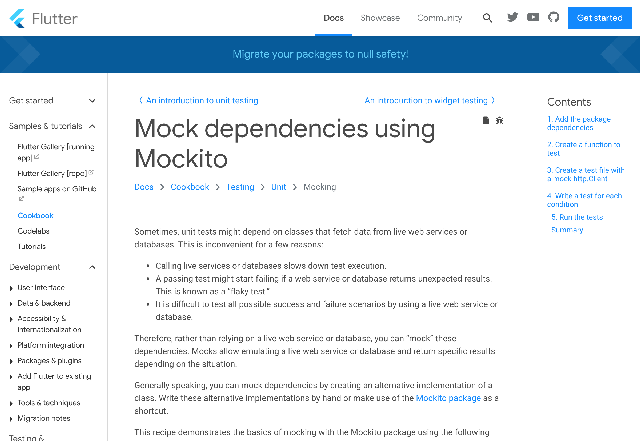 Flutter
Docs
Showcase
Community
Get started
Migrate your packages to null safety!
Get started
Samples & tutorials
Flutter Gallery [running
app]
Flutter Gallery [repo]
Sample apps on GitHub
Cookbook
Codelabs
Tutorials
Development
User interface
Data & backend
Accessibility &
internationalization
Platform integration
Packages & plugins
Add Flutter to existing
app
Tools & techniques
Migration notes
Testing &
An introduction to unit testing
An introduction to widget testing
Mock dependencies using
Mockito
Docs > Cookbook > Testing > Unit > Mocking
Sometimes, unit tests might depend on classes that fetch data from live web services or
databases. This is inconvenient for a few reasons:
• Calling live services or databases slows down test execution.
• A passing test might start failing if a web service or database returns unexpected results.
This is known as a “flaky test.”
• It is difficult to test all possible success and failure scenarios by using a live web service or
database.
Therefore, rather than relying on a live web service or database, you can “mock” these
dependencies. Mocks allow emulating a live web service or database and return specific results
depending on the situation.
Generally speaking, you can mock dependencies by creating an alternative implementation of a
class. Write these alternative implementations by hand or make use of the Mockito package as a
shortcut.
This recipe demonstrates the basics of mocking with the Mockito package using the following
Contents
1. Add the package
dependencies
2. Create a function to
test
3. Create a test file with
a mock http.Client
4. Write a test for each
condition
5. Run the tests
Summary